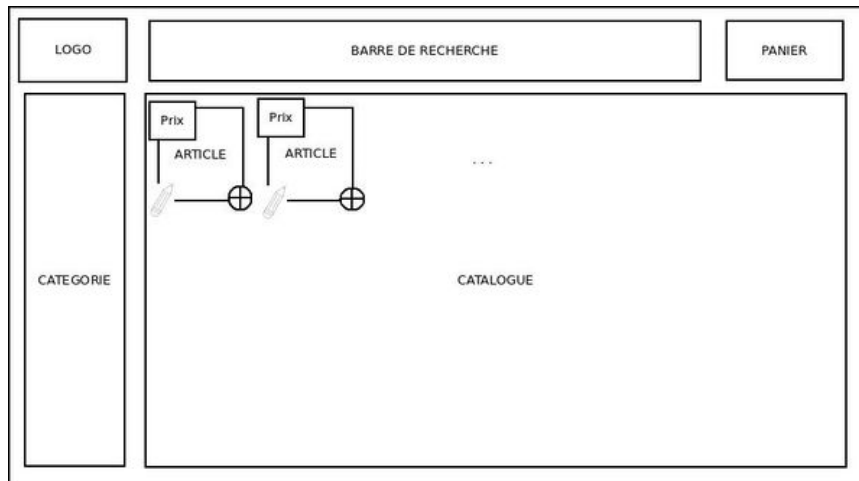 LOGO
BARRE DE RECHERCHE
PANIER
Prix
Prix
ARTICLE
ARTICLE
...
CATEGORIE
CATALOGUE